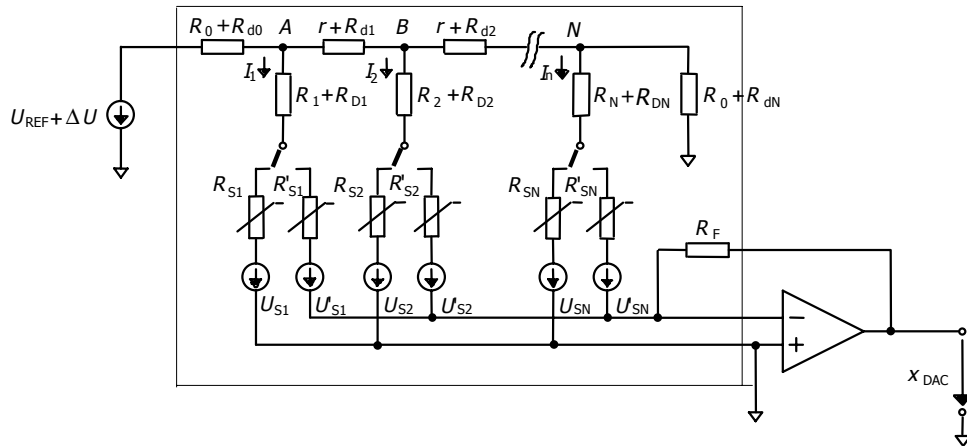 R0+Rd0 A r+Rd1 B r+Rd2 N
I1 I2 In
R1+RD1 R2+RD2 RN+RDN R0+RdN
UREF+ΔU
RS1 R'S1 RS2 R'S2 RSN R'SN
RF
US1 U'S1 US2 U'S2 USN U'SN
−
+
xDAC